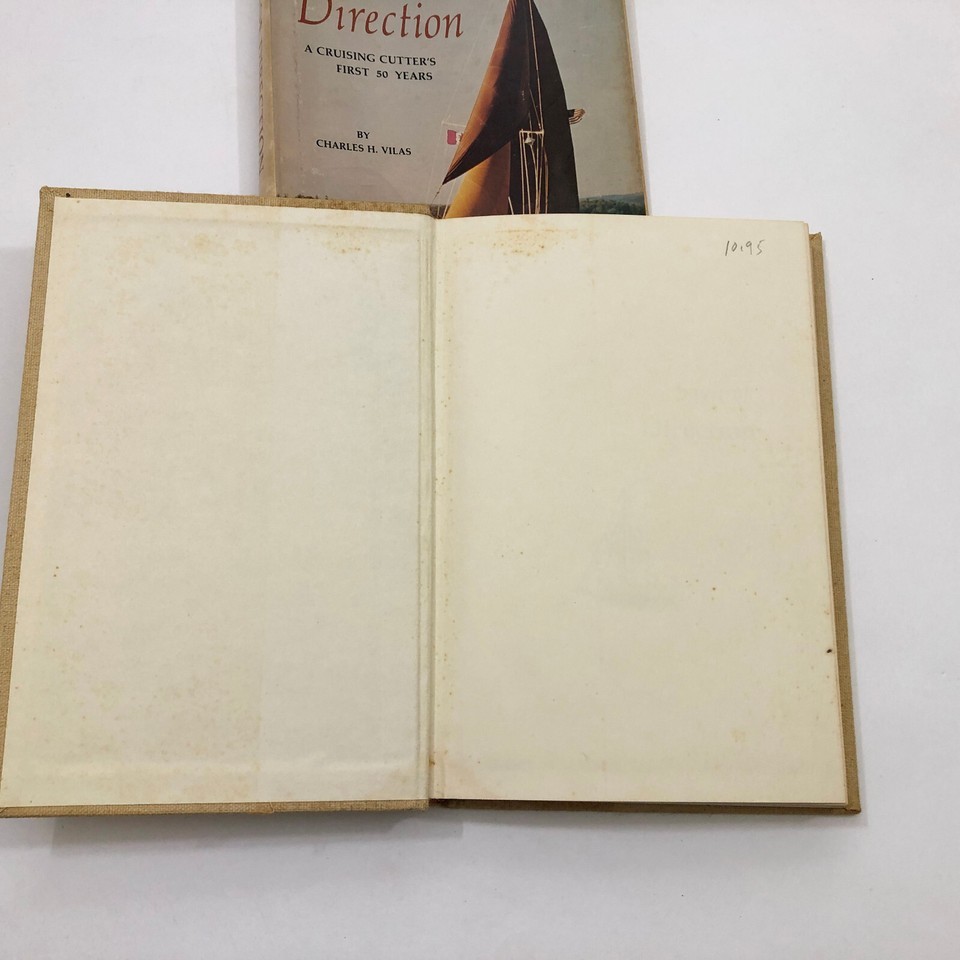 Direction
A CRUISING CUTTER'S
FIRST 50 YEARS
BY
CHARLES H. VILAS
10.95